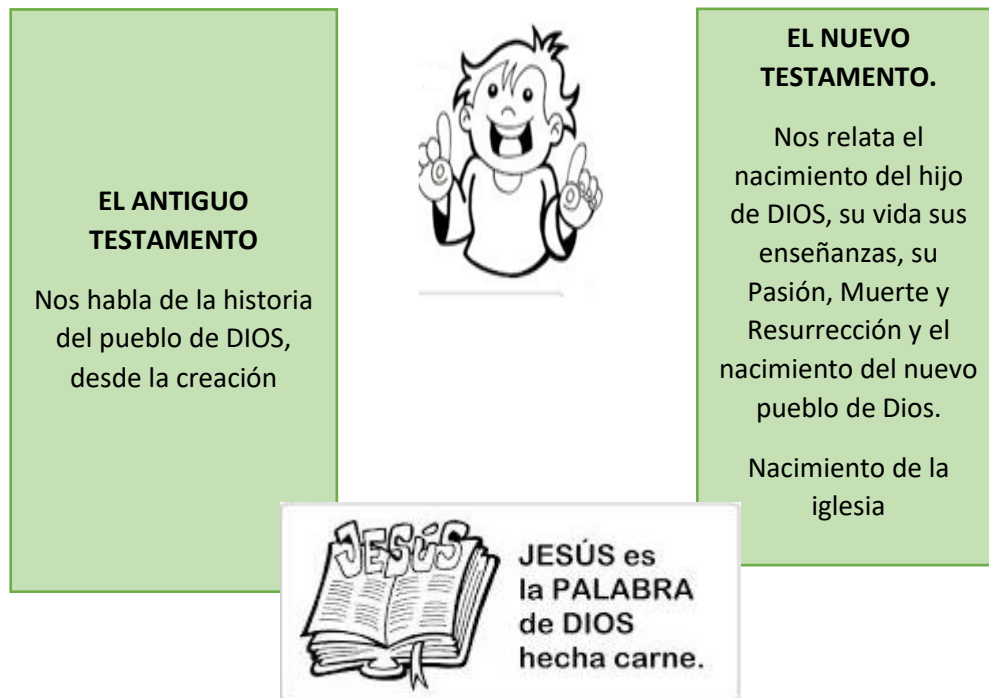 EL ANTIGUO
TESTAMENTO
Nos habla de la historia
del pueblo de DIOS,
desde la creación
EL NUEVO
TESTAMENTO.
Nos relata el
nacimiento del hijo
de DIOS, su vida sus
enseñanzas, su
Pasión, Muerte y
Resurrección y el
nacimiento del nuevo
pueblo de Dios.
Nacimiento de la
iglesia
JESÚS
JESÚS es
la PALABRA
de DIOS
hecha carne.